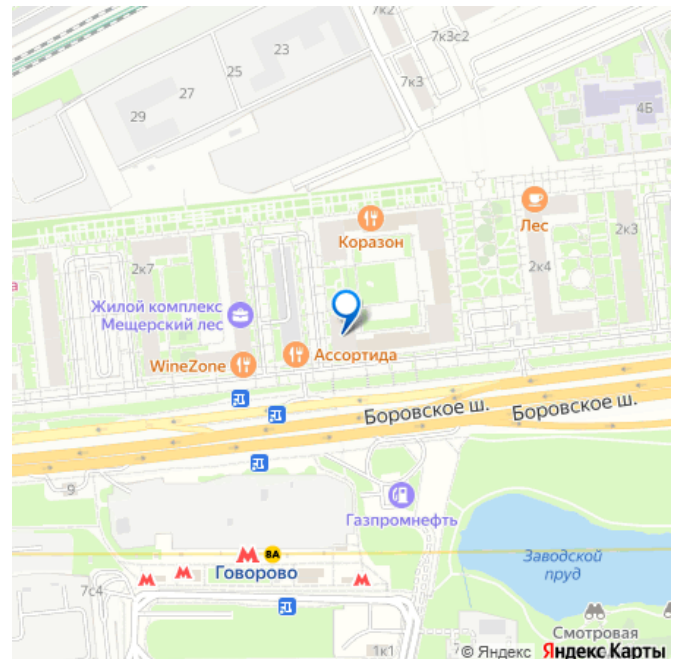 7к2
7к3с2
23
25
7к3
27
29
4Б
Лес
Коразон
2к3
2к7
2к4
а
Жилой комплекс
Мещерский лес
WineZone
Ассортида
Боровское ш.
Боровское ш.
9
Газпромнефть
М 8А
Говорово
М М М
7с4
Заводской
пруд
Смотровая
1к1
7
© Яндекс Яндекс Карты